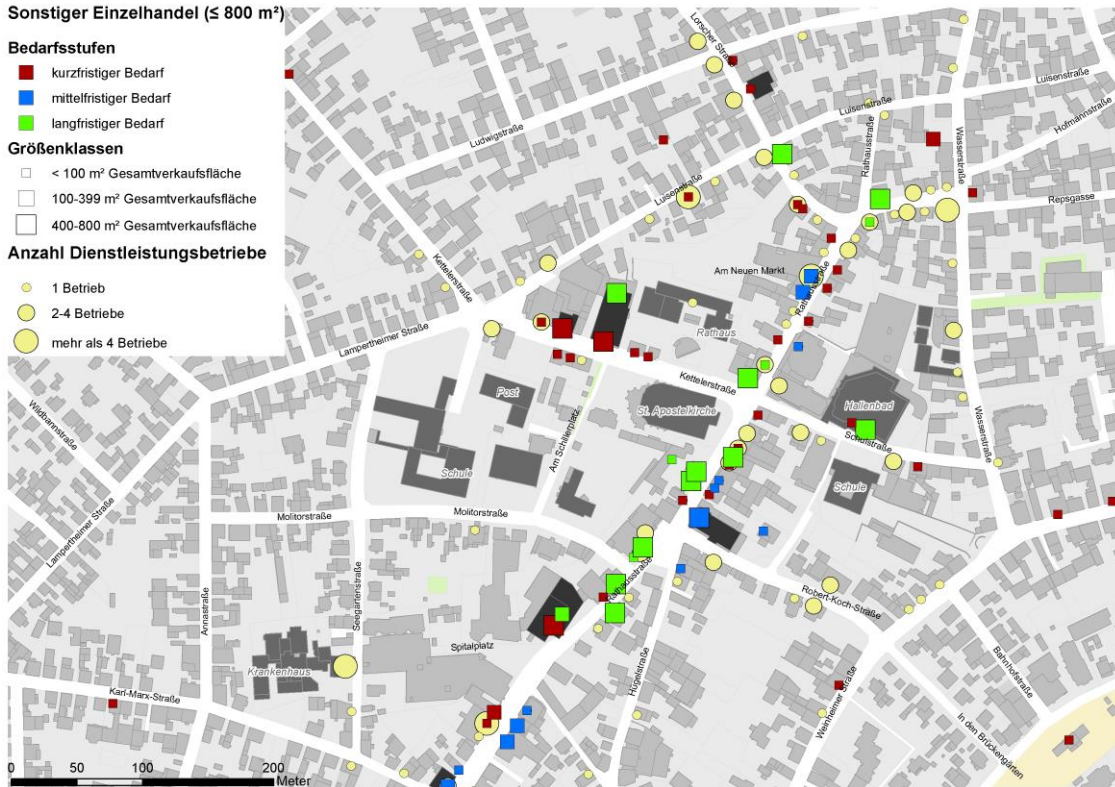 Sonstiger Einzelhandel (≤ 800 m²)
Bedarfsstufen
kurzfristiger Bedarf
mittelfristiger Bedarf
langfristiger Bedarf
Größenklassen
< 100 m² Gesamtverkaufsfläche
100-399 m² Gesamtverkaufsfläche
400-800 m² Gesamtverkaufsfläche
Anzahl Dienstleistungsbetriebe
1 Betrieb
2-4 Betriebe
mehr als 4 Betriebe
Lorscher Straße
Ludwigstraße
Luisenstraße
Luisenstraße
Hofmannstraße
Rathausstraße
Wasserstraße
Repsgasse
Luisenstraße
Kettelerstraße
Am Neuen Markt
Rathausstraße
Rathaus
Lampertheimer Straße
Kettelerstraße
Post
St. Apostelkirche
Hallenbad
Schulstraße
Wasserstraße
Wildbannstraße
Am Schillerplatz
Schule
Schule
Lampertheimer Straße
Molitorstraße
Molitorstraße
Annastraße
Seegartenstraße
Rathausstraße
Robert-Koch-Straße
Spitalplatz
Krankenhaus
Hügelstraße
Weinheimer Straße
Bahnhofstraße
Karl-Marx-Straße
In den Brückengärten
0 50 100 200
Meter